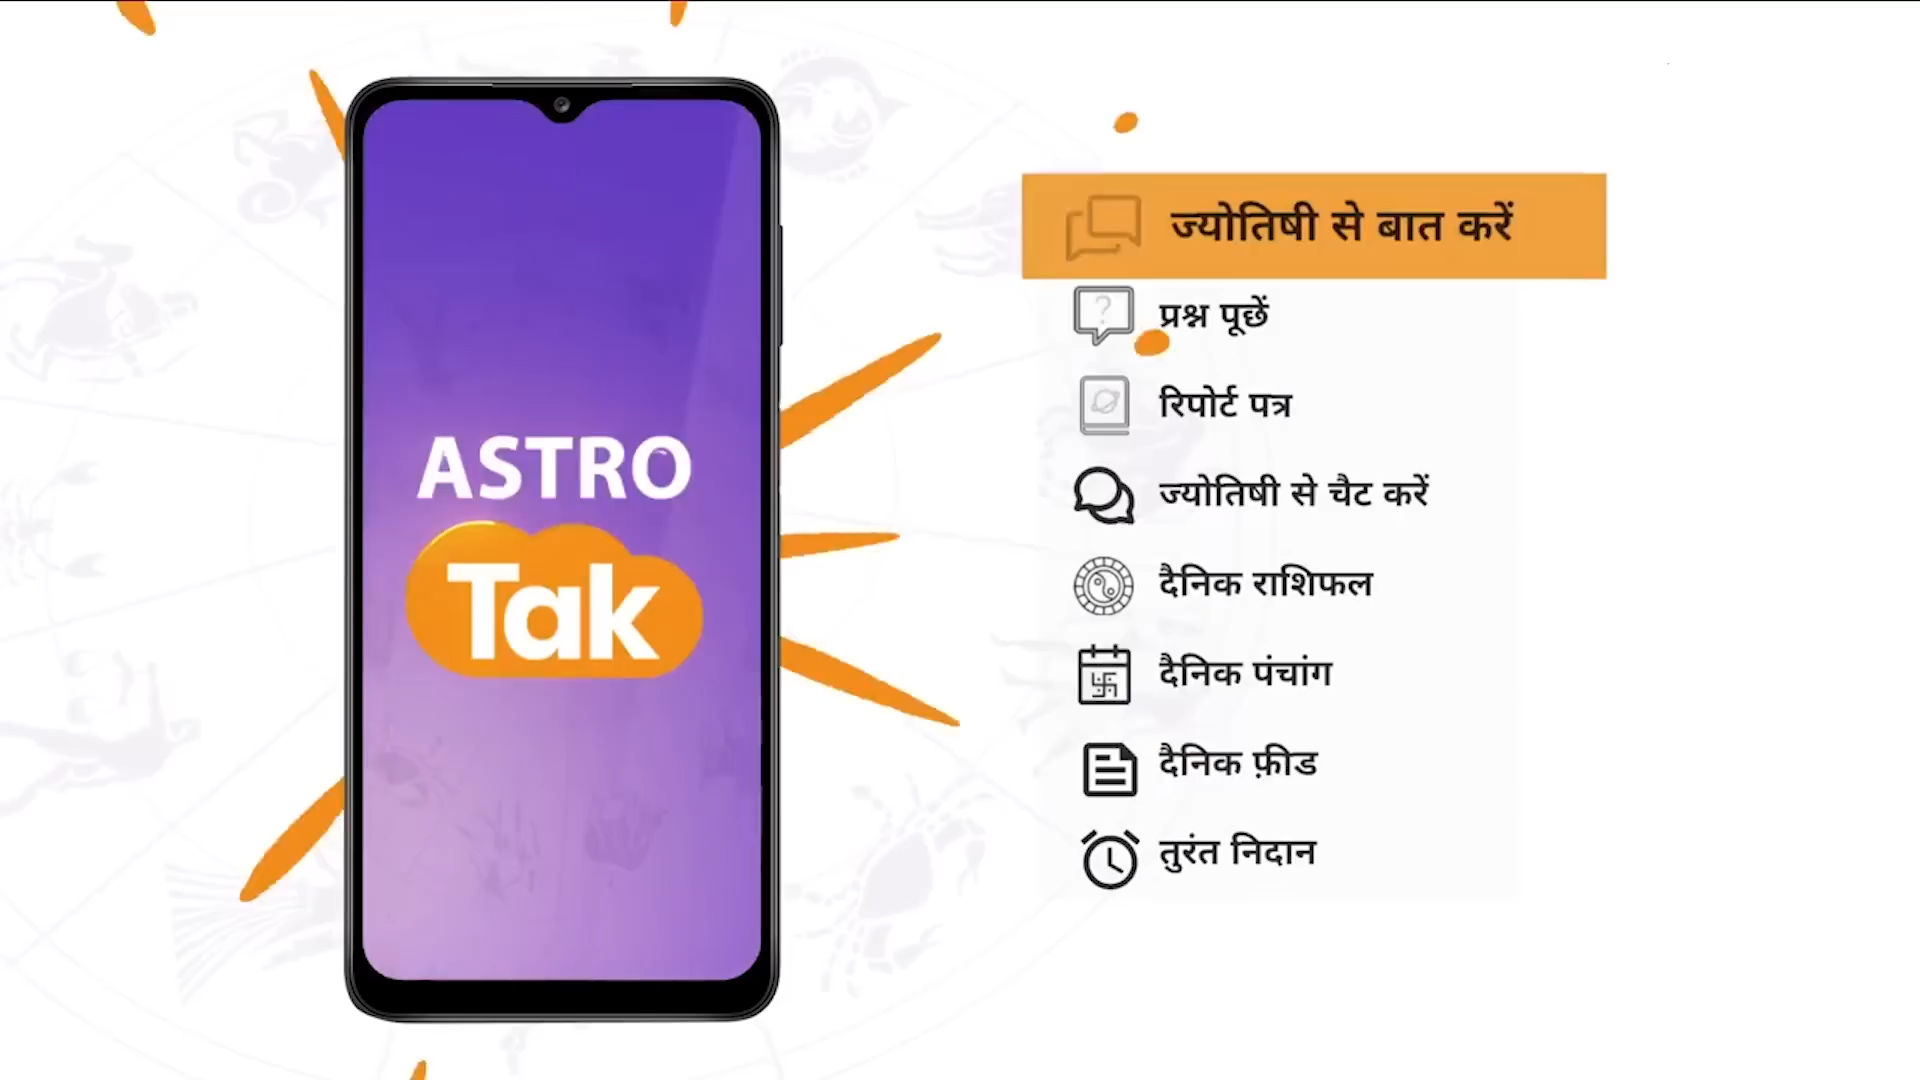 ASTRO
Tak
ज्योतिषी से बात करें
प्रश्न पूछें
रिपोर्ट पत्र
ज्योतिषी से चैट करें
दैनिक राशिफल
दैनिक पंचांग
दैनिक फ़ीड
तुरंत निदान